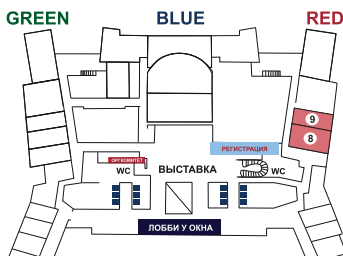 GREEN BLUE RED
9
8
РЕГИСТРАЦИЯ
ОРГКОМИТЕТ
ВЫСТАВКА
WC WC
ЛОББИ У ОКНА